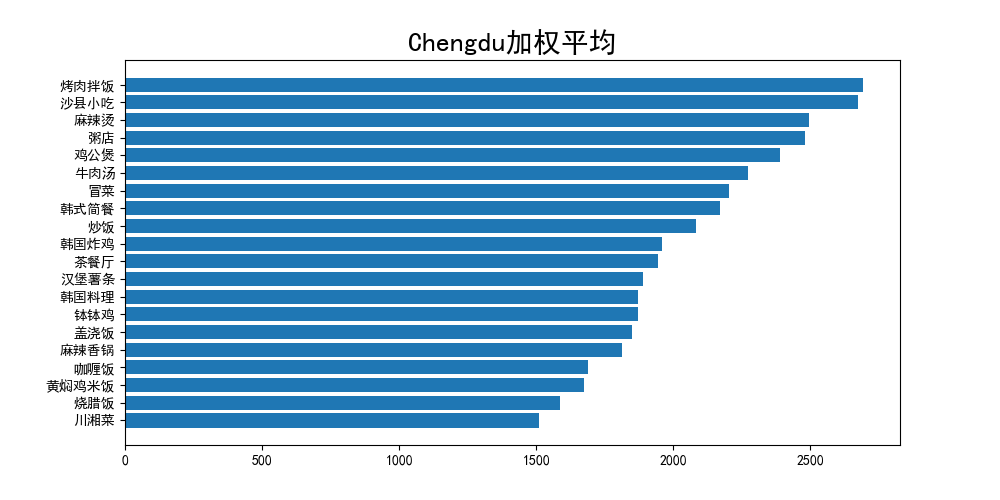 Chengdu加权平均
烤肉拌饭
沙县小吃
麻辣烫
粥店
鸡公煲
牛肉汤
冒菜
韩式简餐
炒饭
韩国炸鸡
茶餐厅
汉堡薯条
韩国料理
钵钵鸡
盖浇饭
麻辣香锅
咖喱饭
黄焖鸡米饭
烧腊饭
川湘菜
0 500 1000 1500 2000 2500